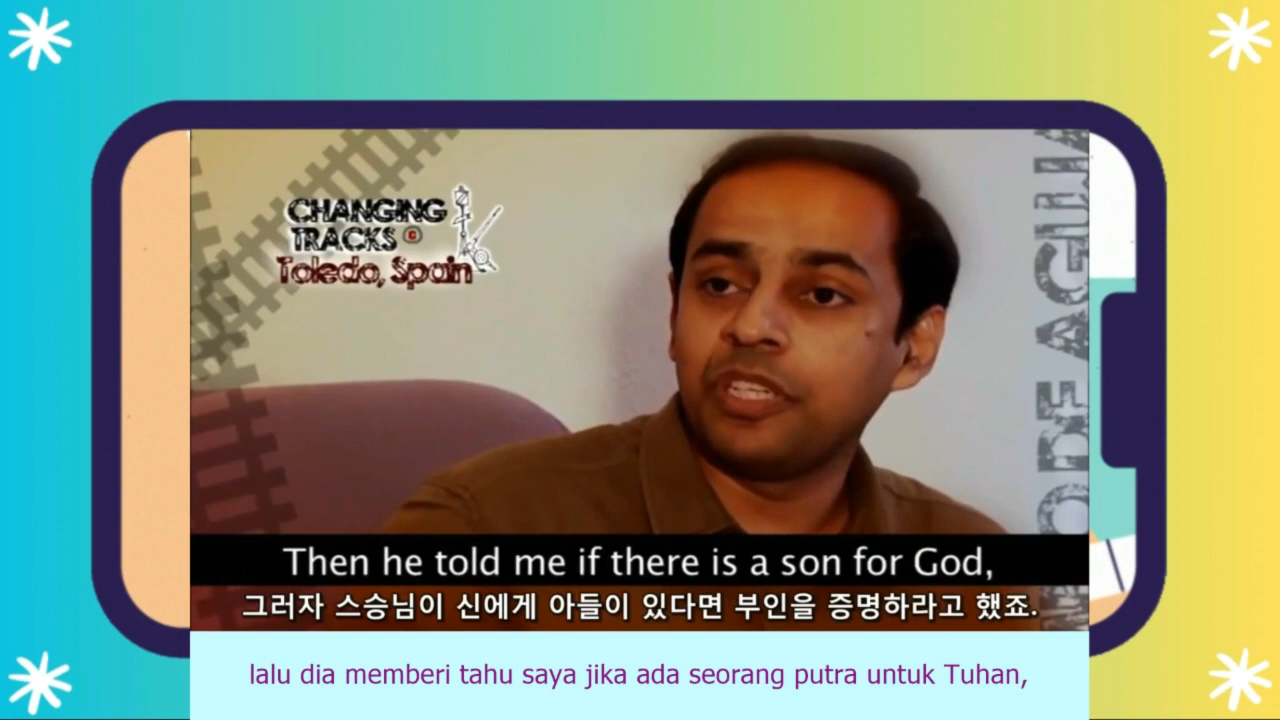 CHANGING
TRACKS
Toledo, Spain
Then he told me if there is a son for God,
그러자 스승님이 신에게 아들이 있다면 부인을 증명하라고 했죠.
lalu dia memberi tahu saya jika ada seorang putra untuk Tuhan,